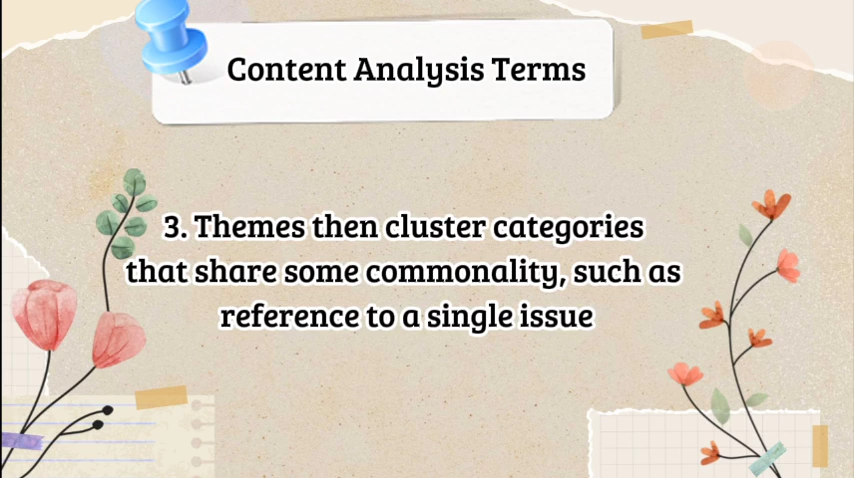 Content Analysis Terms
3. Themes then cluster categories
that share some commonality, such as
reference to a single issue